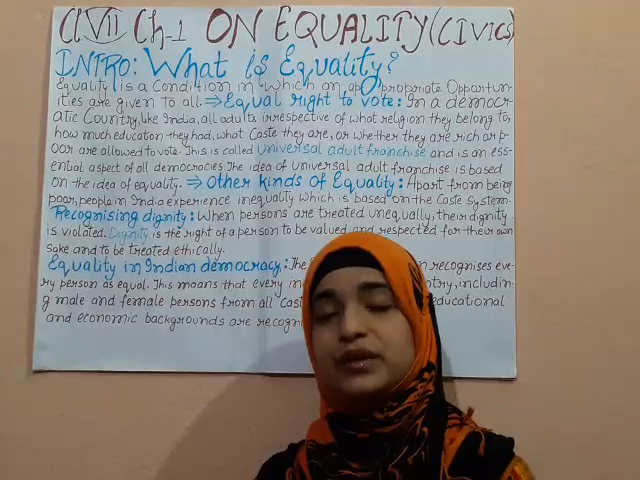 Cl VII Ch-1 ON EQUALITY (CIVICS)
INTRO: What is Equality?
Equality is a Condition in which an appropriate Opportun-
ities are given to all. ⇒ Equal right to vote: In a democr-
atic Country, like India, all adults irrespective of what religion they belong to,
how much education they had, what Caste they are, or whether they are rich or p-
oor are allowed to vote. This is called universal adult franchise and is an ess-
ential aspect of all democracies. The idea of universal adult franchise is based
on the idea of equality. ⇒ Other kinds of Equality: Apart from being
poor, people in India experience inequality which is based on the Caste System.
Recognising dignity: When persons are treated unequally, their dignity
is violated. Dignity is the right of a person to be valued and respected for their own
sake and to be treated ethically.
Equality in Indian democracy: The recognises eve-
ry person as equal. This means that every in ntry, includin-
g male and female persons from all Cast educational
and economic backgrounds are recogni